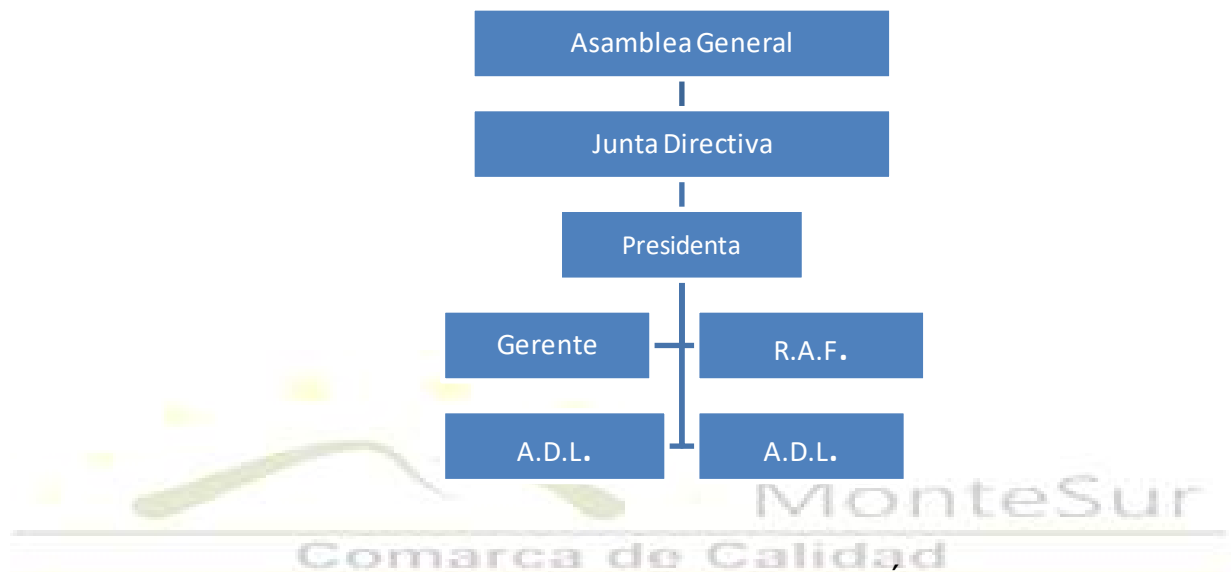 Asamblea General
Junta Directiva
Presidenta
Gerente
R.A.F.
A.D.L.
A.D.L.
MonteSur
Comarca de Calidad